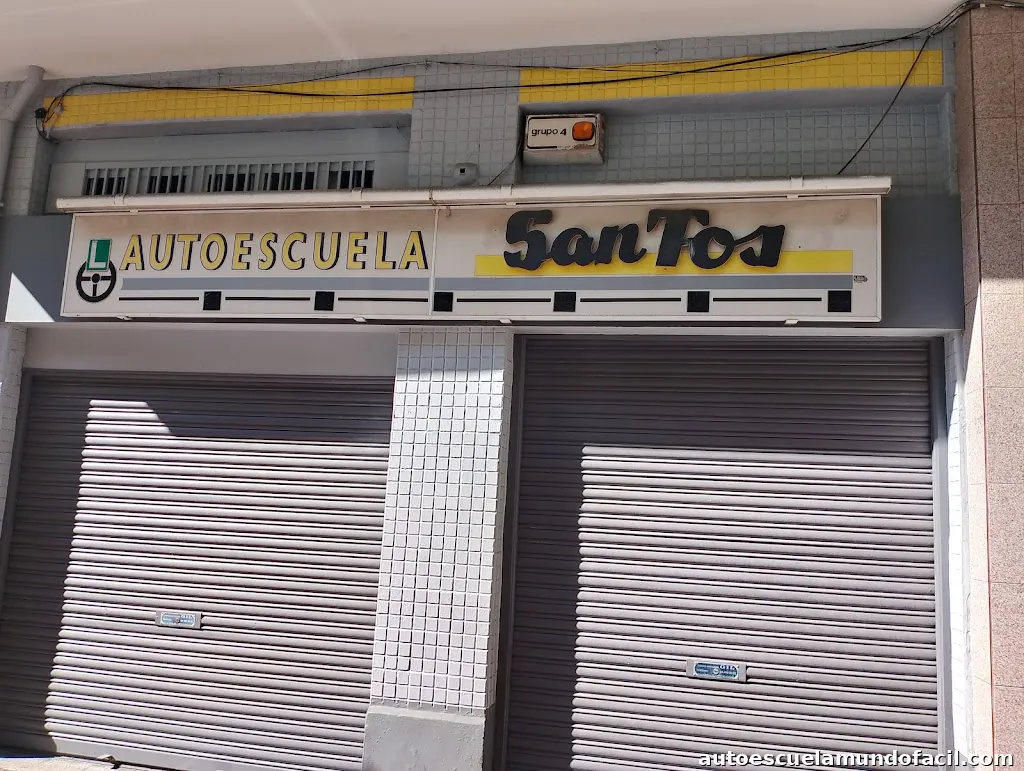 grupo 4
L AUTOESCUELA SanTos
autoescuelamundofacil.com